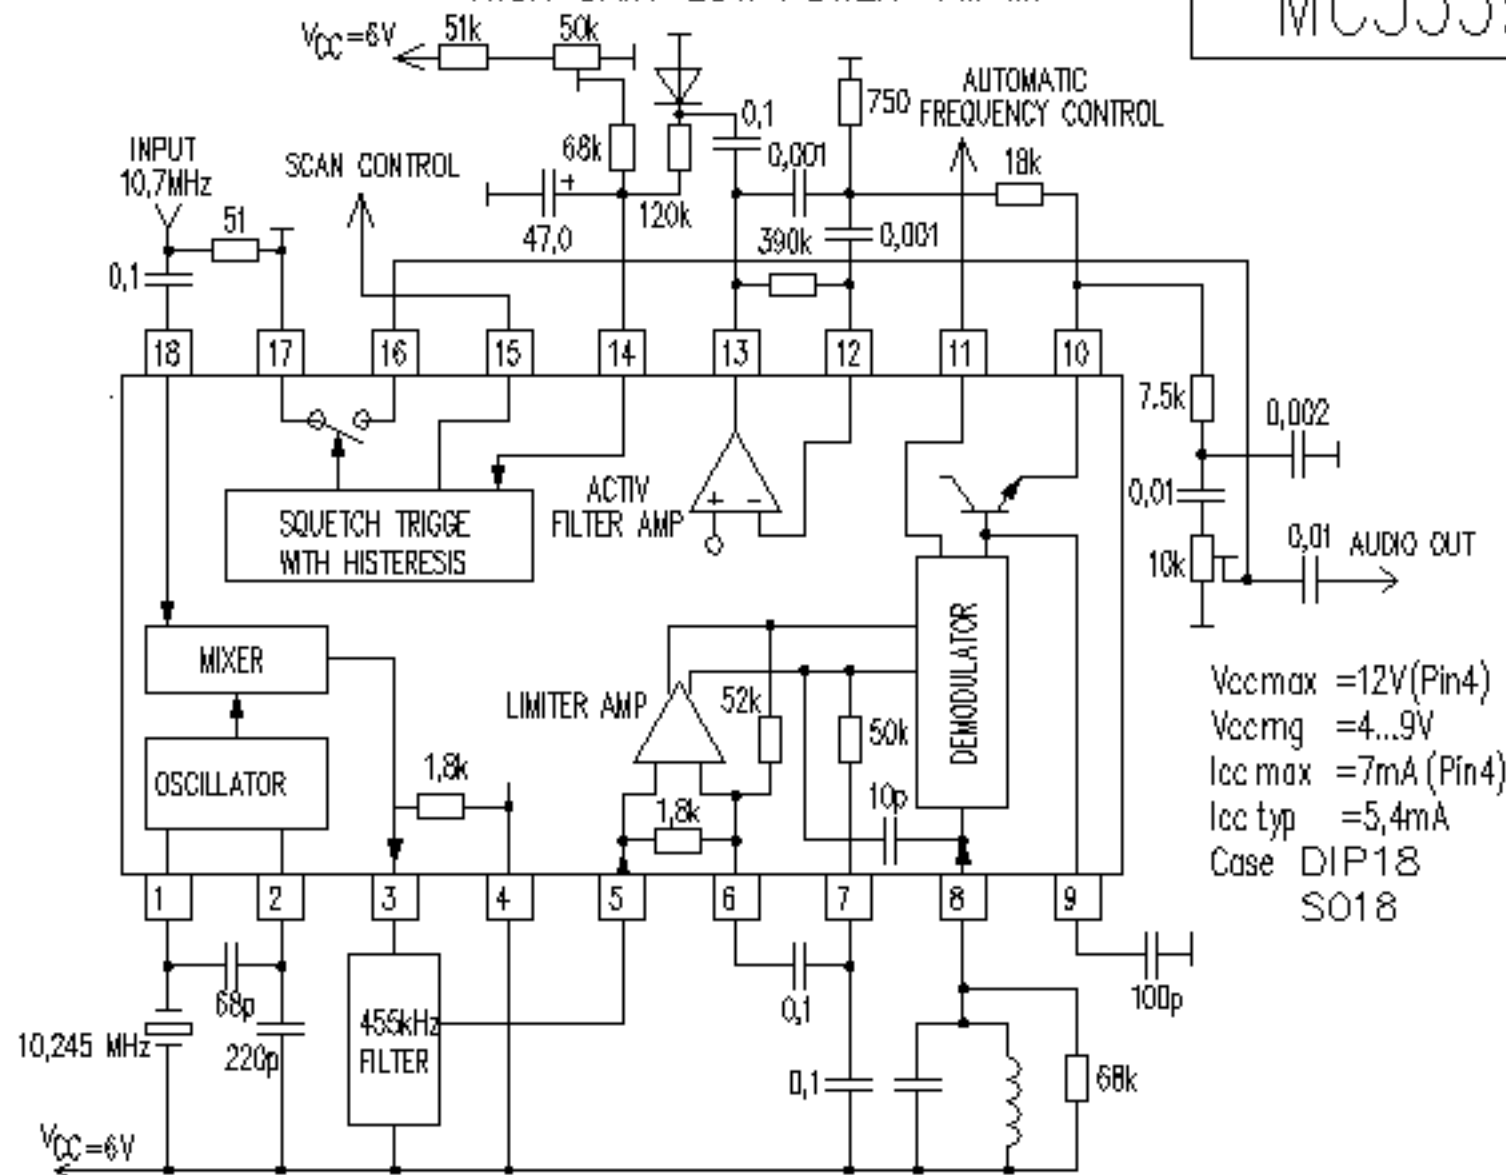 VCC=6V
51k
50k
0,1
750
AUTOMATIC
FREQUENCY CONTROL
INPUT
10,7MHz
SCAN CONTROL
68k
+
0,001
18k
51
47,0
120k
390k
0,001
0,1
18
17
16
15
14
13
12
11
10
7.5k
0,002
ACTIV
FILTER AMP
+
−
0,01
SQUETCH TRIGGE
WITH HISTERESIS
10k
0,01
AUDIO OUT
MIXER
DEMODULATOR
LIMITER AMP
52k
50k
OSCILLATOR
1,8k
1,8k
10p
Vccmax =12V(Pin4)
Vccrng =4...9V
Icc max =7mA(Pin4)
Icc typ =5,4mA
Case DIP18
SO18
1
2
3
4
5
6
7
8
9
68p
0,1
100p
10,245 MHz
220p
455kHz
FILTER
0,1
68k
VCC=6V